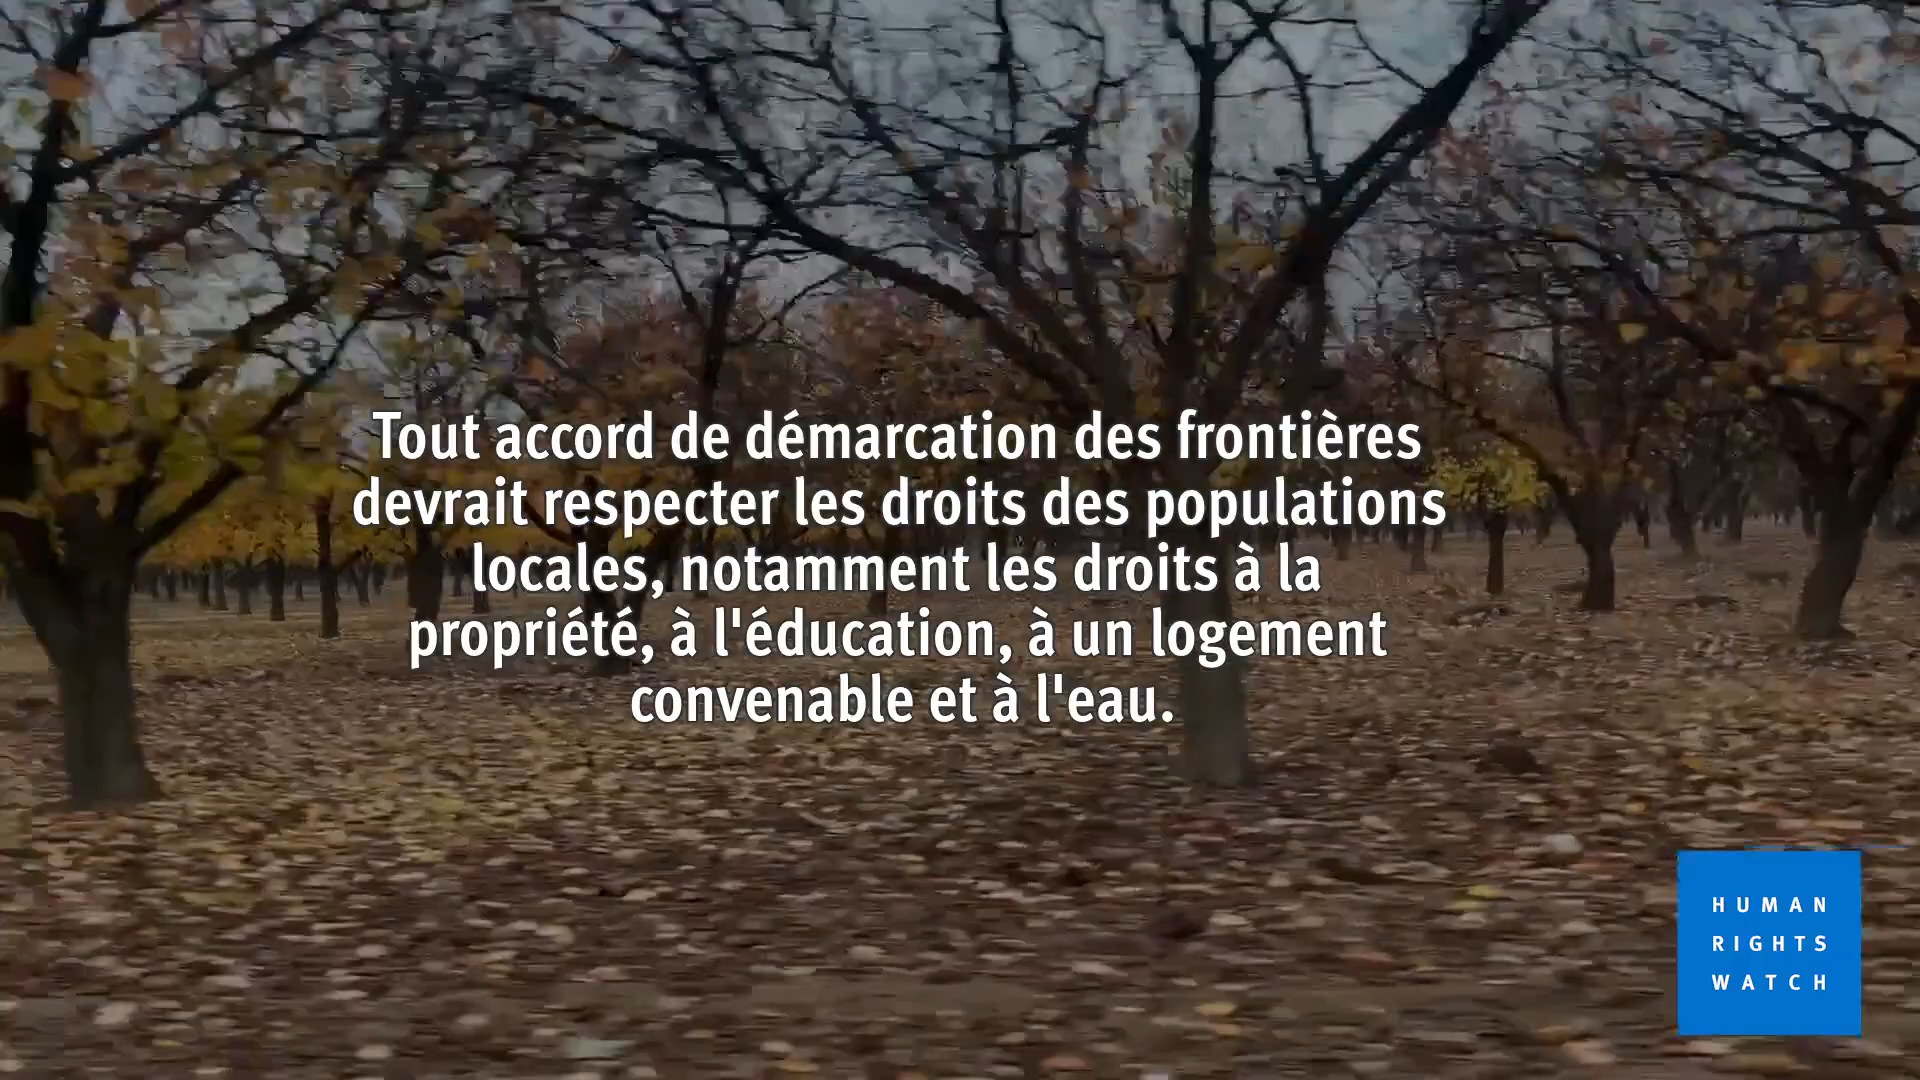 Tout accord de démarcation des frontières
devrait respecter les droits des populations
locales, notamment les droits à la
propriété, à l'éducation, à un logement
convenable et à l'eau.
HUMAN
RIGHTS
WATCH